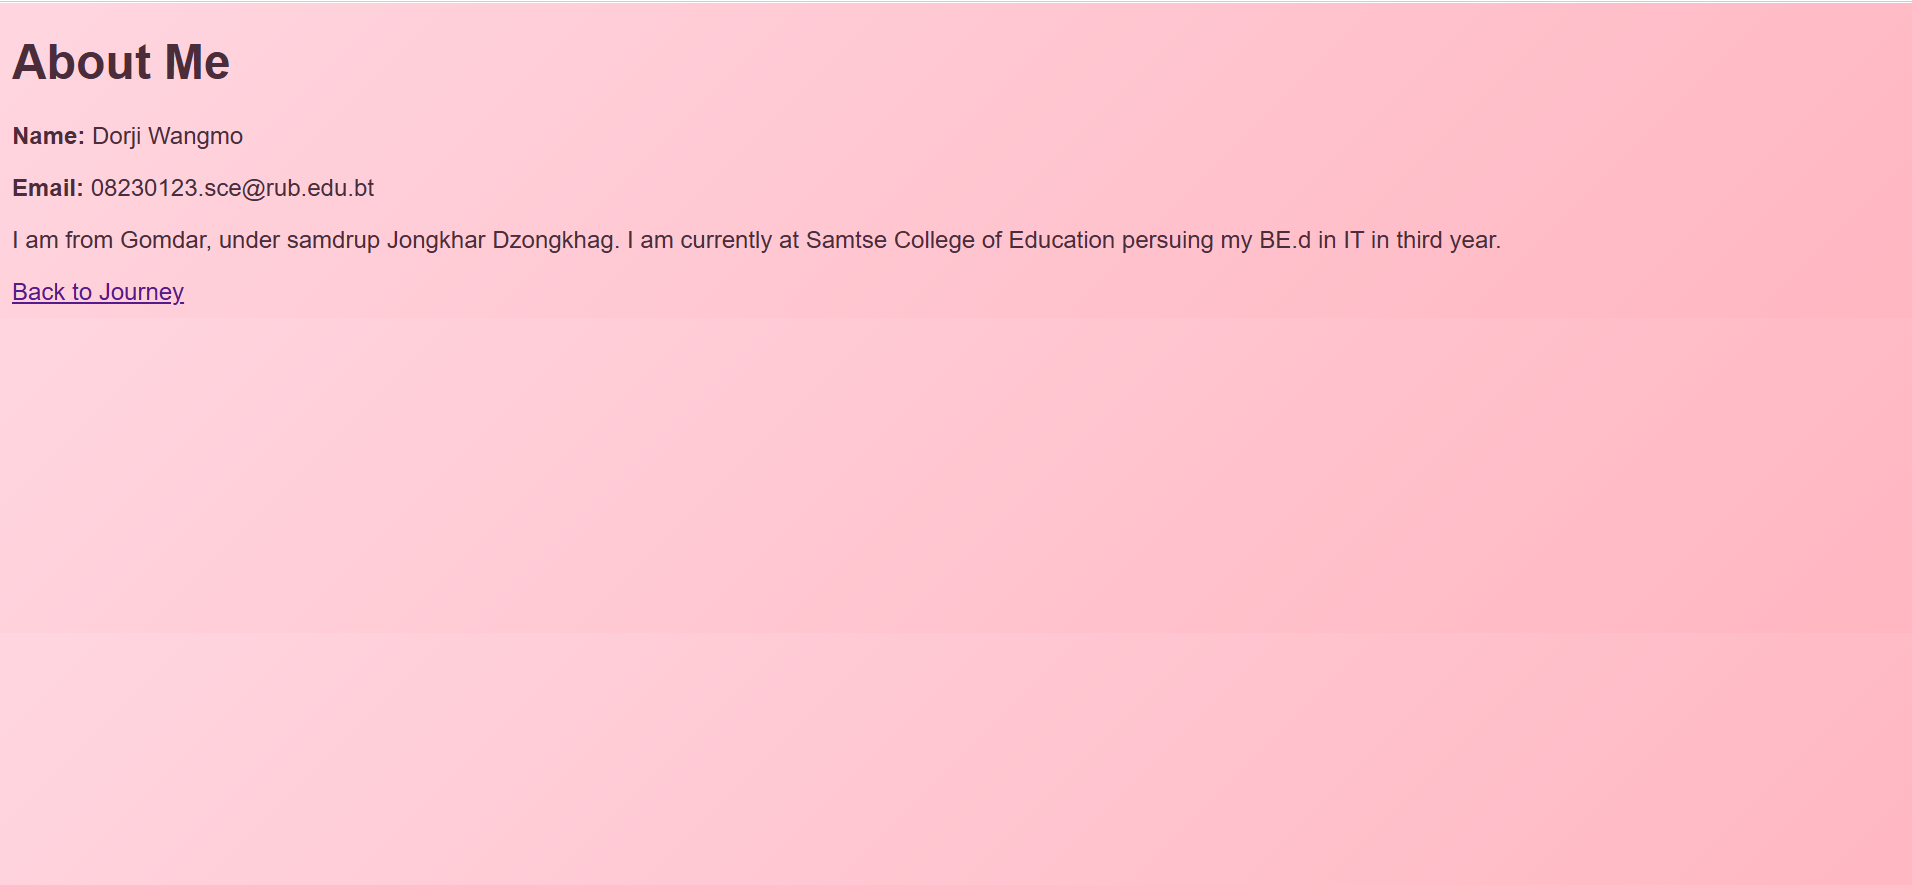 About Me
Name: Dorji Wangmo
Email: 08230123.sce@rub.edu.bt
I am from Gomdar, under samdrup Jongkhar Dzongkhag. I am currently at Samtse College of Education persuing my BE.d in IT in third year.
Back to Journey